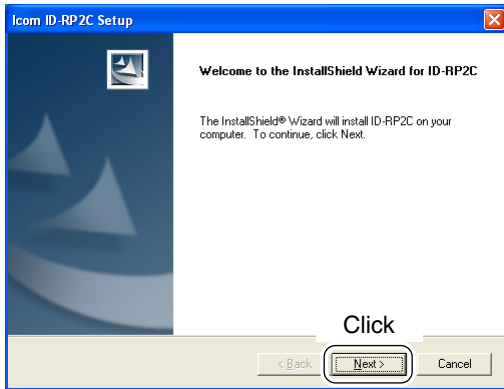 Icom ID-RP2C Setup
Welcome to the InstallShield Wizard for ID-RP2C
The InstallShield® Wizard will install ID-RP2C on your
computer. To continue, click Next.
Click
< Back
Next >
Cancel